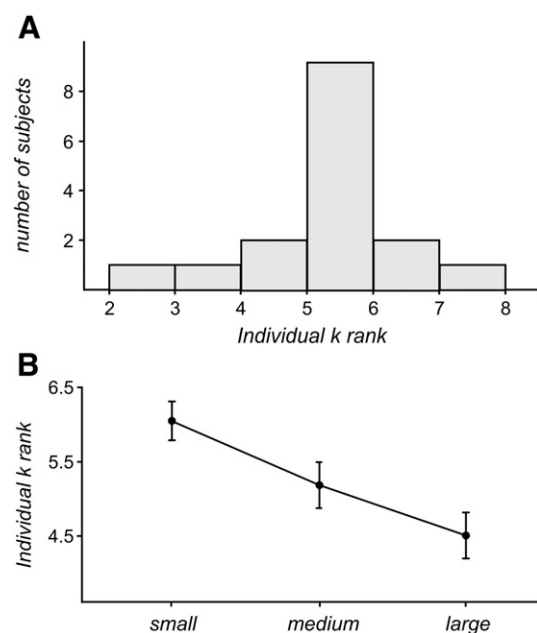 A
number of subjects
8
6
4
2
2 3 4 5 6 7 8
Individual k rank
B
Individual k rank
6.5
5.5
4.5
small medium large